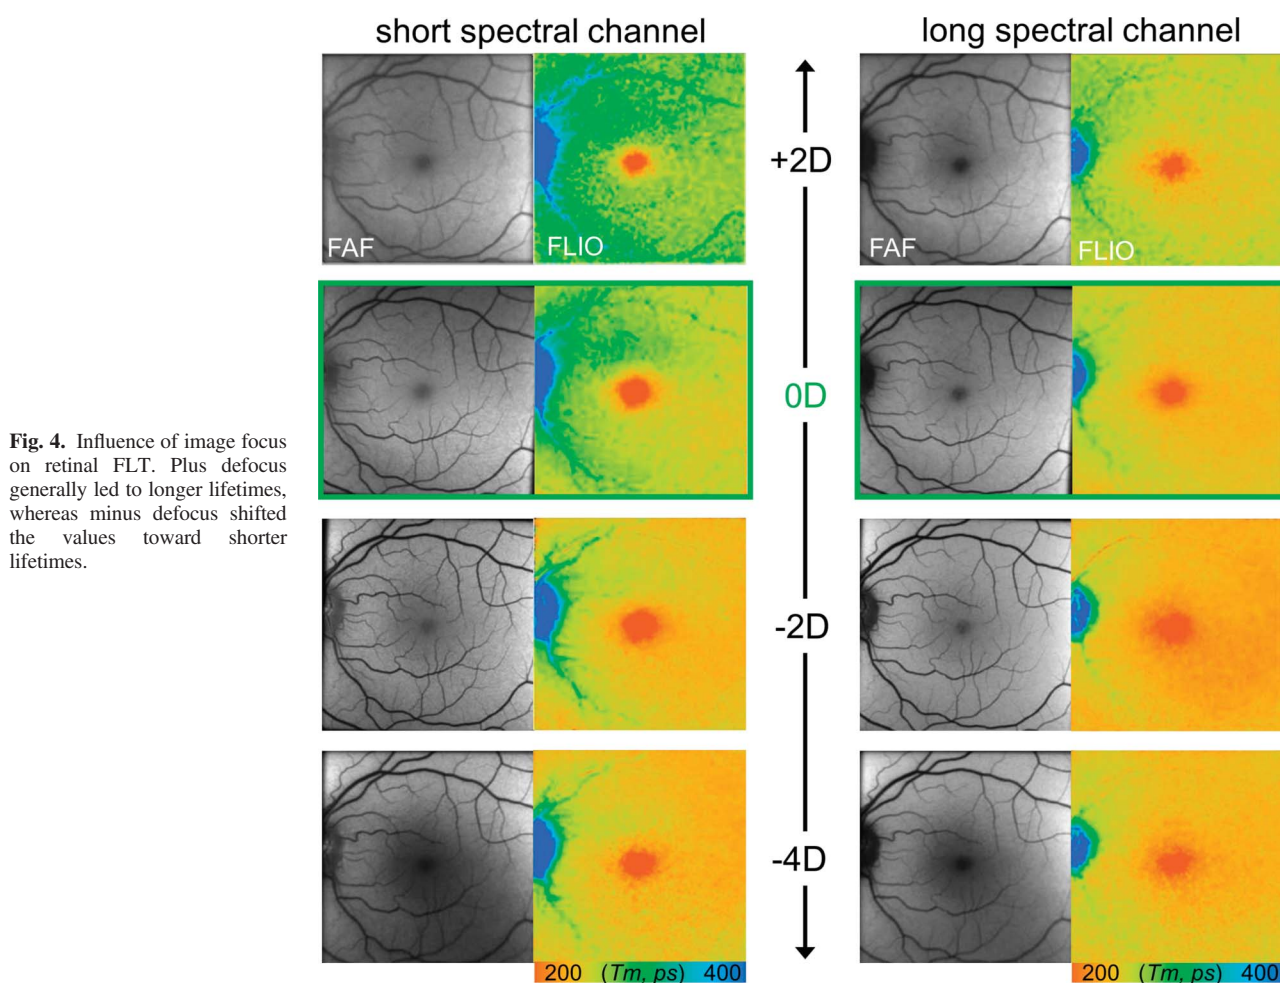 short spectral channel
long spectral channel
FAF
FLIO
+2D
FAF
FLIO
0D
Fig. 4. Influence of image focus
on retinal FLT. Plus defocus
generally led to longer lifetimes,
whereas minus defocus shifted
the values toward shorter
lifetimes.
-2D
-4D
200 (Tm, ps) 400
200 (Tm, ps) 400